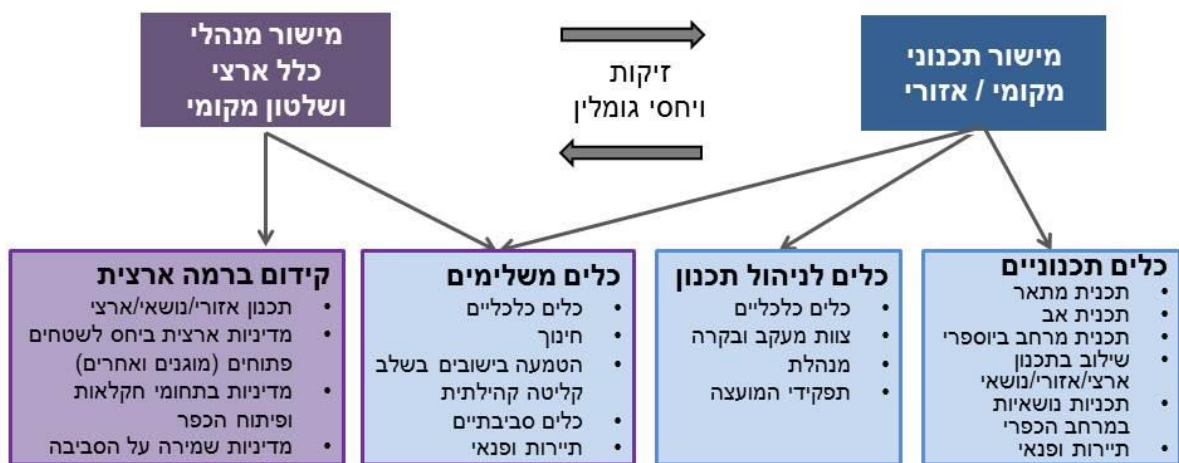 מישור תכנוני
מקומי / אזורי
זיקות
ויחסי גומלין
מישור מנהלי
כלל ארצי
ושלטון מקומי
כלים תכנוניים
• תכנית מתאר
• תכנית אב
• תכנית מרחב ביוספרי
• שילוב בתכנון
ארצי/אזורי/נושאי
• תכניות נושאיות
במרחב הכפרי
• תיירות ופנאי
כלים לניהול תכנון
• כלים כלכליים
• צוות מעקב ובקרה
• מנהלת
• תפקידי המועצה
כלים משלימים
• כלים כלכליים
• חינוך
• הטמעה בישובים בשלב
קליטה קהילתית
• כלים סביבתיים
• תיירות ופנאי
קידום ברמה ארצית
• תכנון אזורי/נושאי/ארצי
• מדיניות ארצית ביחס לשטחים
פתוחים (מוגנים ואחרים)
• מדיניות בתחומי חקלאות
ופיתוח הכפר
• מדיניות שמירה על הסביבה